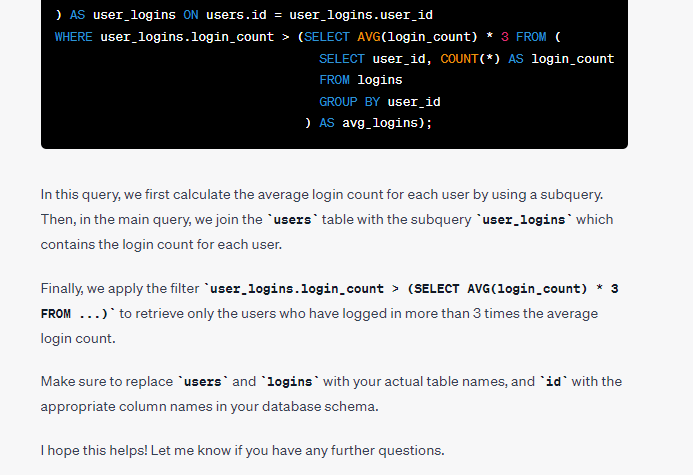 ) AS user_logins ON users.id = user_logins.user_id
WHERE user_logins.login_count > (SELECT AVG(login_count) * 3 FROM (
SELECT user_id, COUNT(*) AS login_count
FROM logins
GROUP BY user_id
) AS avg_logins);
In this query, we first calculate the average login count for each user by using a subquery.
Then, in the main query, we join the `users` table with the subquery `user_logins` which
contains the login count for each user.
Finally, we apply the filter `user_logins.login_count > (SELECT AVG(login_count) * 3
FROM ...)` to retrieve only the users who have logged in more than 3 times the average
login count.
Make sure to replace `users` and `logins` with your actual table names, and `id` with the
appropriate column names in your database schema.
I hope this helps! Let me know if you have any further questions.